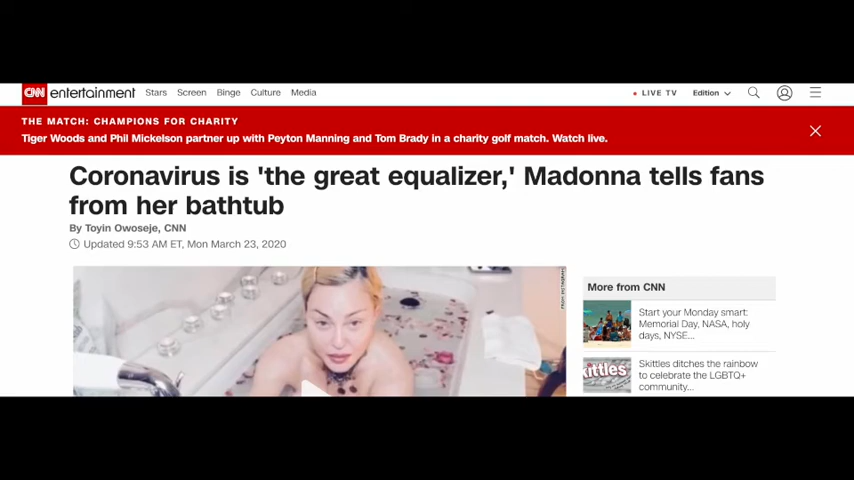 CNN entertainment Stars Screen Binge Culture Media LIVE TV Edition
THE MATCH: CHAMPIONS FOR CHARITY
Tiger Woods and Phil Mickelson partner up with Peyton Manning and Tom Brady in a charity golf match. Watch live.
Coronavirus is 'the great equalizer,' Madonna tells fans
from her bathtub
By Toyin Owoseje, CNN
Updated 9:53 AM ET, Mon March 23, 2020
FROM INSTAGRAM
More from CNN
Start your Monday smart:
Memorial Day, NASA, holy
days, NYSE...
Skittles ditches the rainbow
to celebrate the LGBTQ+
community...
kittles